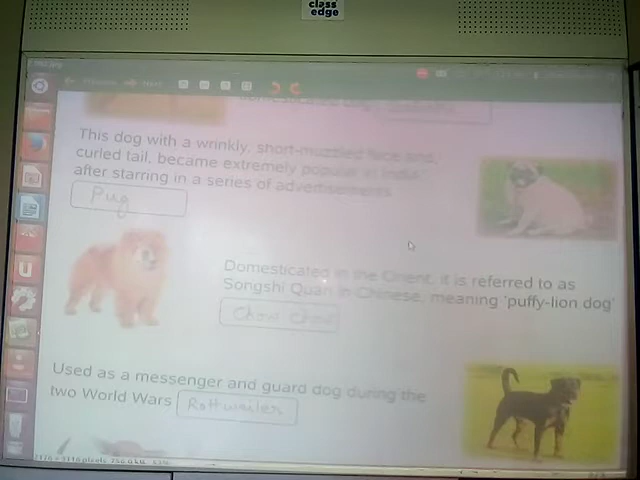 class
edge
This dog with a wrinkly, short-muzzled face and
curled tail, became extremely popular in India
after starring in a series of advertisements
Pug
Domesticated in the Orient, it is referred to as
Songshi Quan in Chinese, meaning 'puffy-lion dog'
Chow Chow
Used as a messenger and guard dog during the
two World Wars Rottweiler